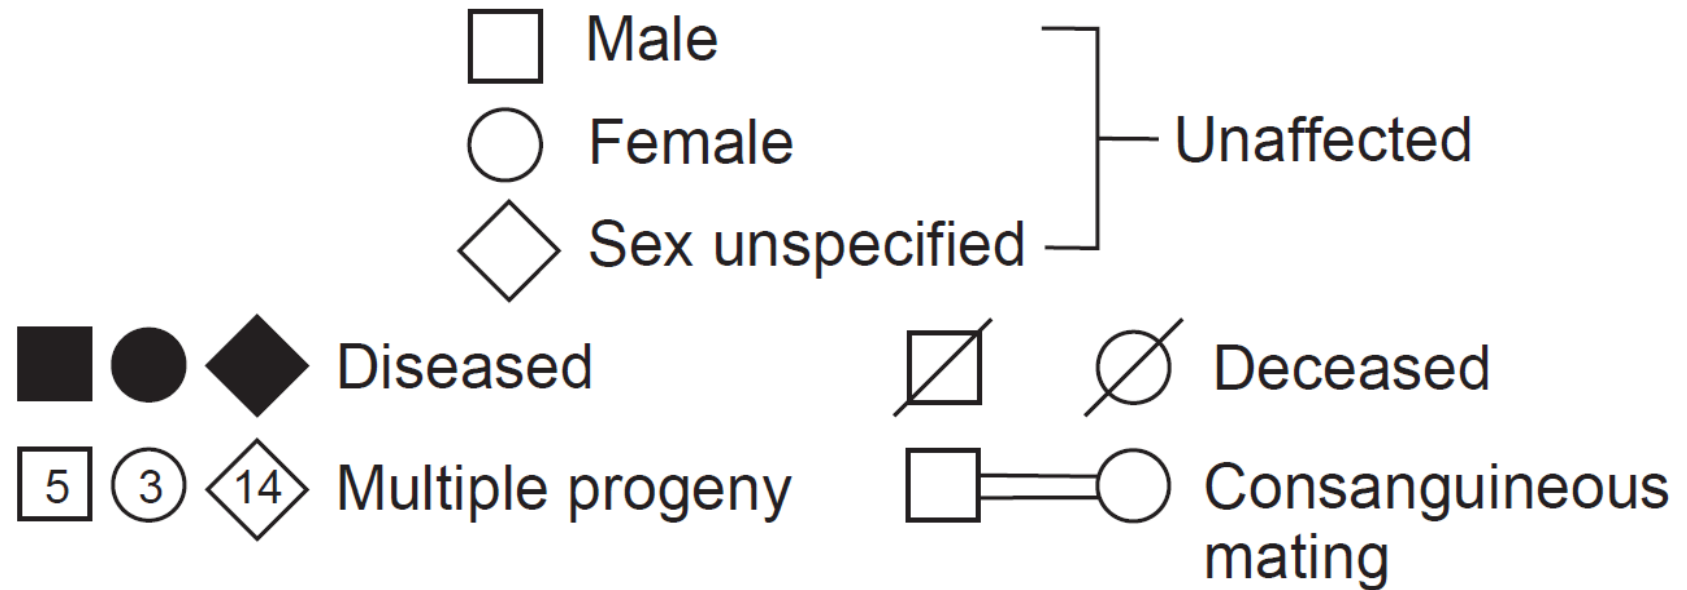 Male
Female
Unaffected
Sex unspecified
Diseased
Deceased
5 3 14 Multiple progeny
Consanguineous
mating